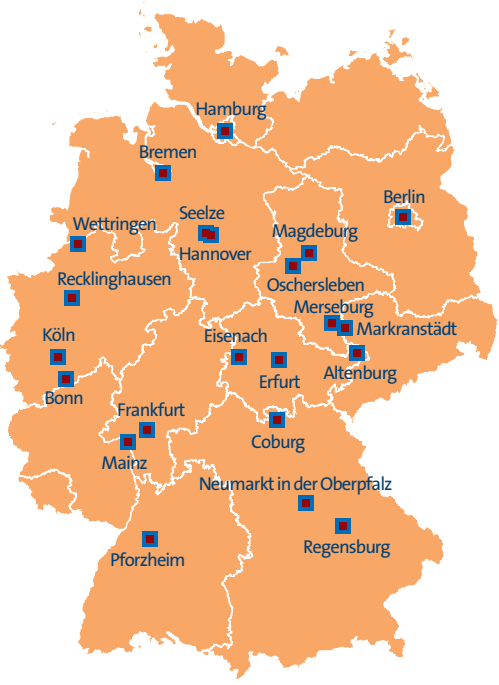 Hamburg
Bremen
Berlin
Seelze
Wettringen
Magdeburg
Hannover
Recklinghausen
Oschersleben
Merseburg
Markranstädt
Köln
Eisenach
Altenburg
Erfurt
Bonn
Frankfurt
Coburg
Mainz
Neumarkt in der Oberpfalz
Regensburg
Pforzheim